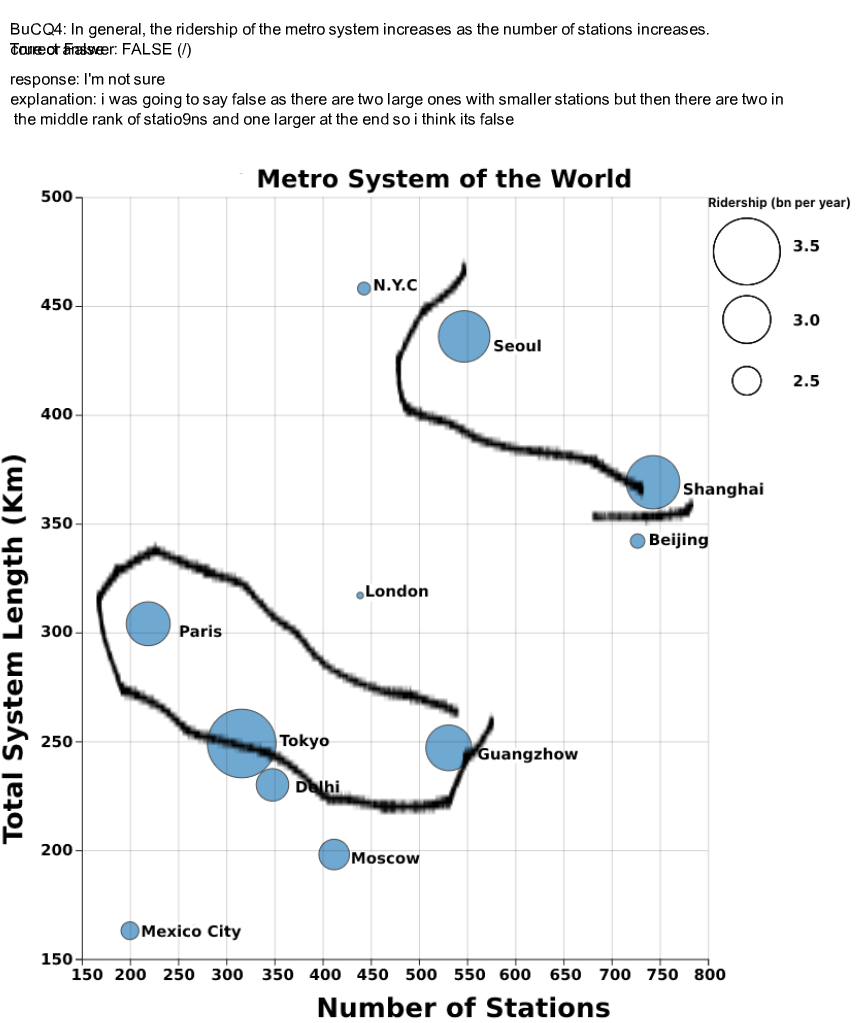 BuCQ4: In general, the ridership of the metro system increases as the number of stations increases.
True or False
Correct answer: FALSE (/)
response: I'm not sure
explanation: i was going to say false as there are two large ones with smaller stations but then there are two in
the middle rank of statio9ns and one larger at the end so i think its false
Metro System of the World
Ridership (bn per year)
3.5
3.0
2.5
500
450
400
350
300
250
200
150
Total System Length (Km)
N.Y.C
Seoul
Shanghai
Beijing
London
Paris
Tokyo
Guangzhow
Delhi
Moscow
Mexico City
150 200 250 300 350 400 450 500 550 600 650 700 750 800
Number of Stations